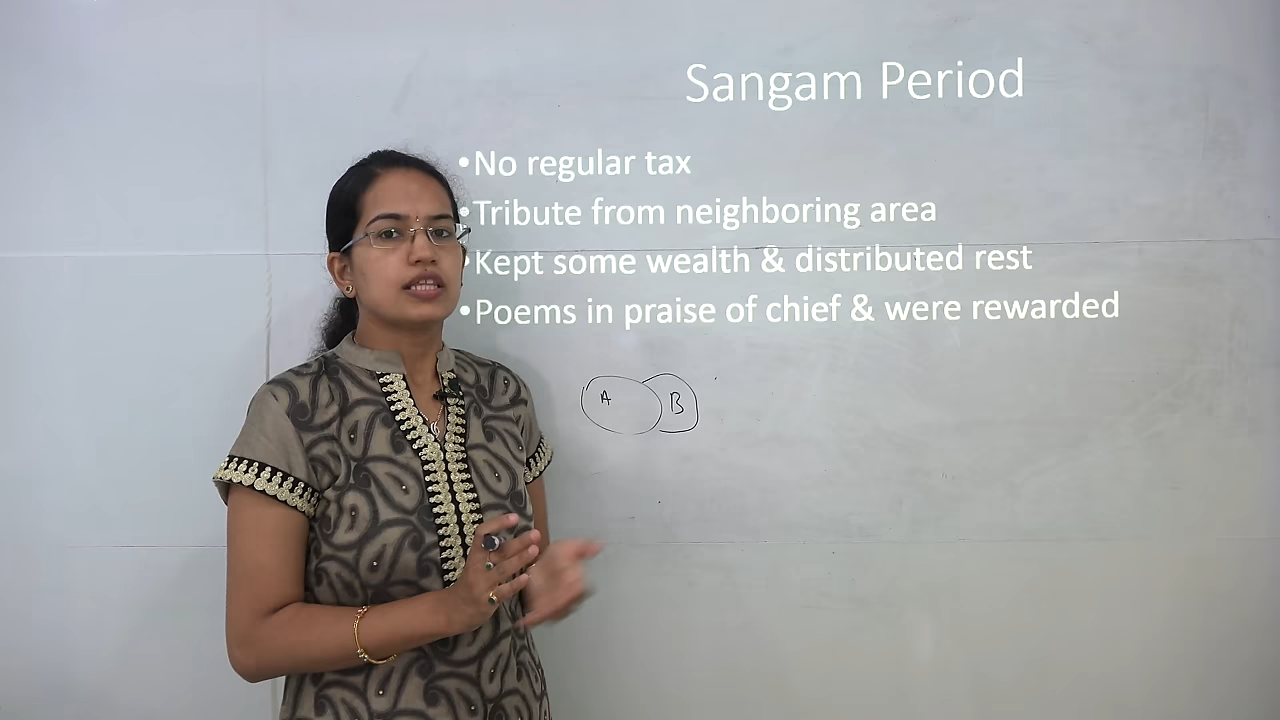 Sangam Period
•No regular tax
•Tribute from neighboring area
•Kept some wealth & distributed rest
•Poems in praise of chief & were rewarded
A B